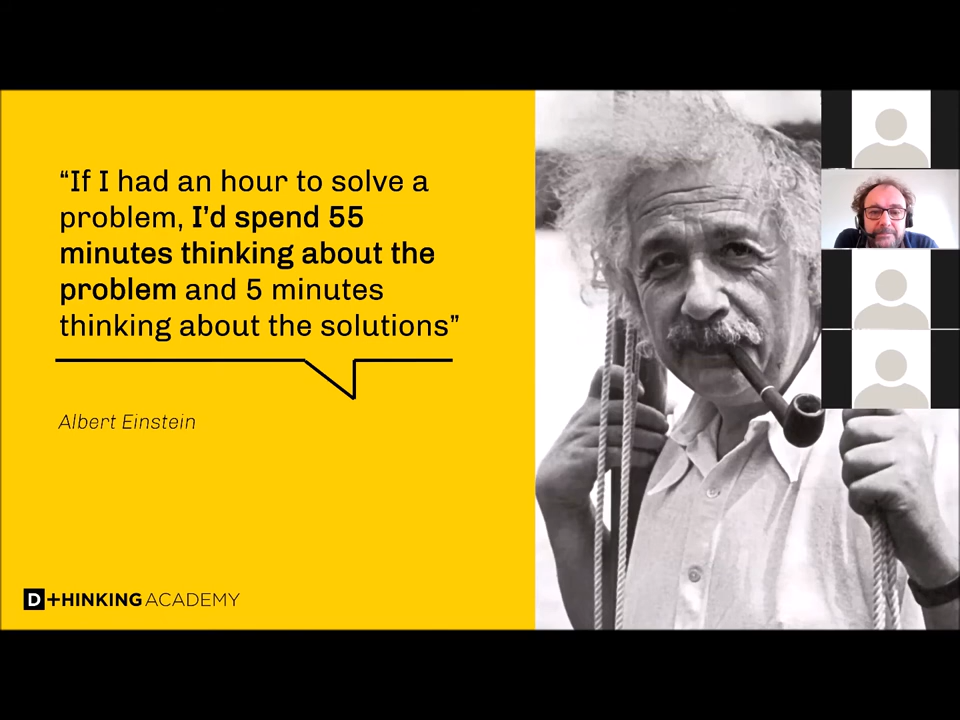 “If I had an hour to solve a
problem, I’d spend 55
minutes thinking about the
problem and 5 minutes
thinking about the solutions”
Albert Einstein
D+HINKING ACADEMY